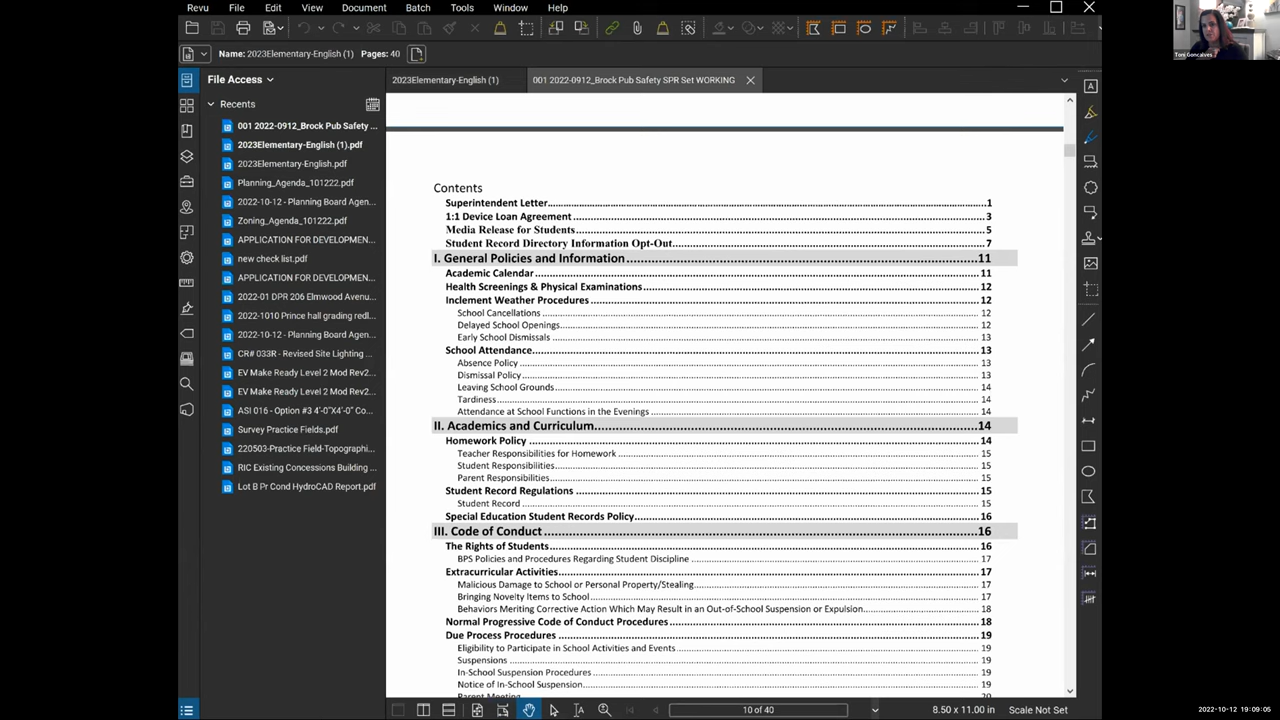 Revu File Edit View Document Batch Tools Window Help
Name: 2023Elementary-English (1) Pages: 40
File Access
2023Elementary-English (1)
001 2022-0912_Brock Pub Safety SPR Set WORKING
Recents
001 2022-0912_Brock Pub Safety ...
2023Elementary-English (1).pdf
2023Elementary-English.pdf
Planning_Agenda_101222.pdf
2022-10-12 - Planning Board Agen...
Zoning_Agenda_101222.pdf
APPLICATION FOR DEVELOPMEN...
new check list.pdf
APPLICATION FOR DEVELOPMEN...
2022-01 DPR 206 Elmwood Avenu...
2022-1010 Prince hall grading redl...
2022-10-12 - Planning Board Agen...
CR# 033R - Revised Site Lighting ...
EV Make Ready Level 2 Mod Rev2...
EV Make Ready Level 2 Mod Rev2...
ASI 016 - Option #3 4'-0"X4'-0" Co...
Survey Practice Fields.pdf
220503-Practice Field-Topographi...
RIC Existing Concessions Building ...
Lot B Pr Cond HydroCAD Report.pdf
Contents
Superintendent Letter 1
1:1 Device Loan Agreement 3
Media Release for Students 5
Student Record Directory Information Opt-Out 7
I. General Policies and Information 11
Academic Calendar 11
Health Screenings & Physical Examinations 12
Inclement Weather Procedures 12
School Cancellations 12
Delayed School Openings 12
Early School Dismissals 13
School Attendance 13
Absence Policy 13
Dismissal Policy 13
Leaving School Grounds 14
Tardiness 14
Attendance at School Functions in the Evenings 14
II. Academics and Curriculum 14
Homework Policy 14
Teacher Responsibilities for Homework 15
Student Responsibilities 15
Parent Responsibilities 15
Student Record Regulations 15
Student Record 15
Special Education Student Records Policy 16
III. Code of Conduct 16
The Rights of Students 16
BPS Policies and Procedures Regarding Student Discipline 17
Extracurricular Activities 17
Malicious Damage to School or Personal Property/Stealing 17
Bringing Novelty Items to School 17
Behaviors Meriting Corrective Action Which May Result in an Out-of-School Suspension or Expulsion 18
Normal Progressive Code of Conduct Procedures 18
Due Process Procedures 19
Eligibility to Participate in School Activities and Events 19
Suspensions 19
In-School Suspension Procedures 19
Notice of In-School Suspension 19
Parent Meeting 20
10 of 40
8.50 x 11.00 in
Scale Not Set
Toni Goncalves
2022-10-12 19:09:05